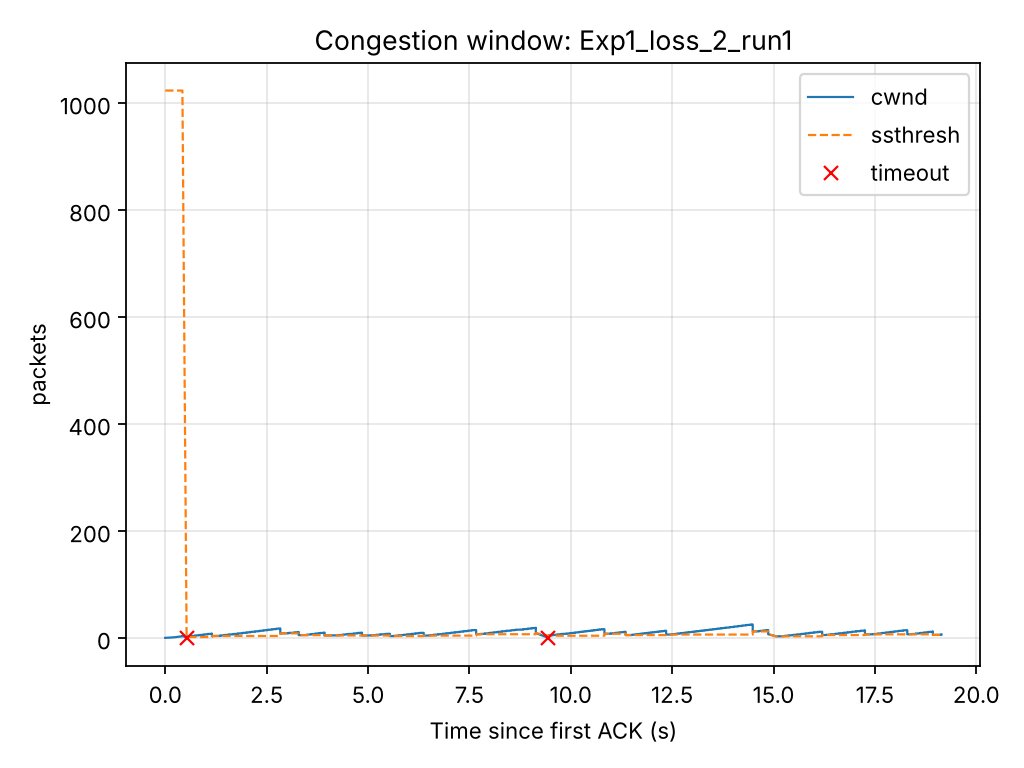 Congestion window: Exp1_loss_2_run1
cwnd
ssthresh
timeout
packets
1000
800
600
400
200
0
0.0 2.5 5.0 7.5 10.0 12.5 15.0 17.5 20.0
Time since first ACK (s)